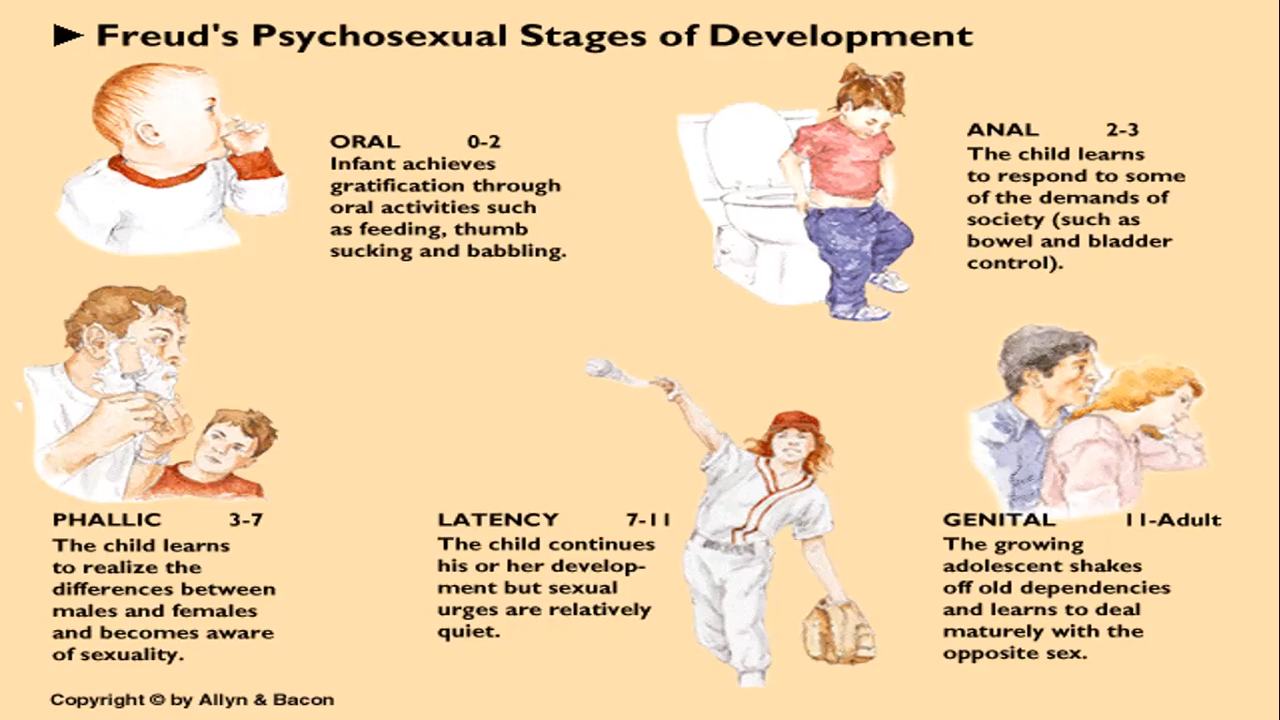 ► Freud's Psychosexual Stages of Development
ORAL 0-2
Infant achieves
gratification through
oral activities such
as feeding, thumb
sucking and babbling.
ANAL 2-3
The child learns
to respond to some
of the demands of
society (such as
bowel and bladder
control).
PHALLIC 3-7
The child learns
to realize the
differences between
males and females
and becomes aware
of sexuality.
LATENCY 7-11
The child continues
his or her develop-
ment but sexual
urges are relatively
quiet.
GENITAL 11-Adult
The growing
adolescent shakes
off old dependencies
and learns to deal
maturely with the
opposite sex.
Copyright © by Allyn & Bacon